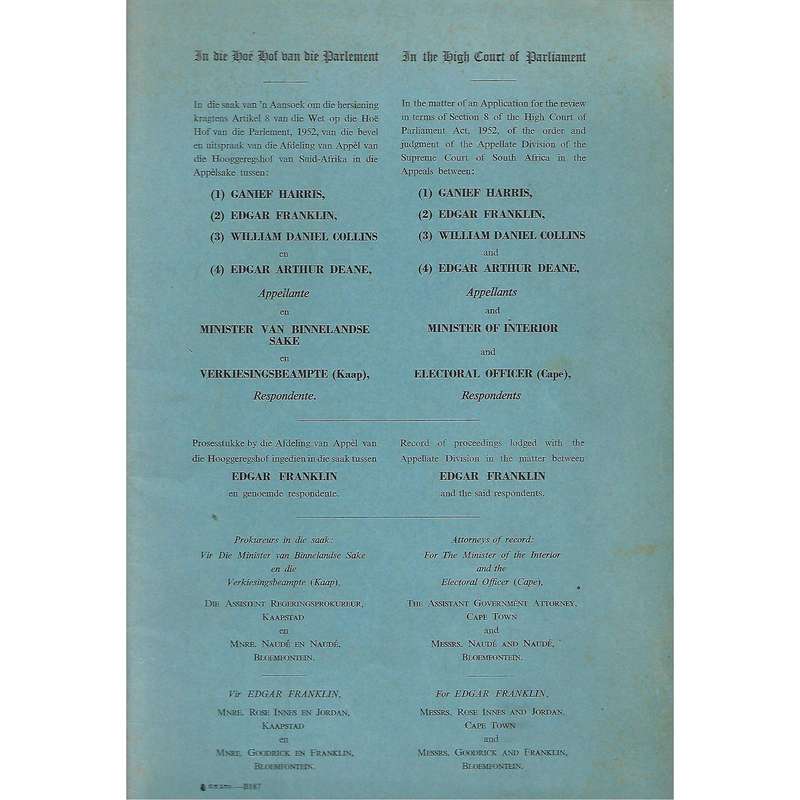 In die Hoë Hof van die Parlement
In die saak van 'n Aansoek om die hersiening
kragtens Artikel 8 van die Wet op die Hoë
Hof van die Parlement, 1952, van die bevel
en uitspraak van die Afdeling van Appèl van
die Hooggeregshof van Suid-Afrika in die
Appèlsake tussen:
(1) GANIEF HARRIS,
(2) EDGAR FRANKLIN,
(3) WILLIAM DANIEL COLLINS
en
(4) EDGAR ARTHUR DEANE,
Appellante
en
MINISTER VAN BINNELANDSE
SAKE
en
VERKIESINGSBEAMPTE (Kaap),
Respondente.
Prosesstukke by die Afdeling van Appèl van
die Hooggeregshof ingedien in die saak tussen
EDGAR FRANKLIN
en genoemde respondente.
Prokureurs in die saak:
Vir Die Minister van Binnelandse Sake
en die
Verkiesingsbeampte (Kaap),
DIE ASSISTENT REGERINGSPROKUREUR,
KAAPSTAD
en
MNRE. NAUDÉ EN NAUDÉ,
BLOEMFONTEIN.
Vir EDGAR FRANKLIN,
MNRE. ROSE INNES EN JORDAN,
KAAPSTAD
en
MNRE. GOODRICK EN FRANKLIN,
BLOEMFONTEIN.
In the High Court of Parliament
In the matter of an Application for the review
in terms of Section 8 of the High Court of
Parliament Act, 1952, of the order and
judgment of the Appellate Division of the
Supreme Court of South Africa in the
Appeals between:
(1) GANIEF HARRIS,
(2) EDGAR FRANKLIN,
(3) WILLIAM DANIEL COLLINS
and
(4) EDGAR ARTHUR DEANE,
Appellants
and
MINISTER OF INTERIOR
and
ELECTORAL OFFICER (Cape),
Respondents
Record of proceedings lodged with the
Appellate Division in the matter between
EDGAR FRANKLIN
and the said respondents.
Attorneys of record:
For The Minister of the Interior
and the
Electoral Officer (Cape),
THE ASSISTANT GOVERNMENT ATTORNEY,
CAPE TOWN
and
MESSRS. NAUDÉ AND NAUDÉ,
BLOEMFONTEIN.
For EDGAR FRANKLIN,
MESSRS. ROSE INNES AND JORDAN,
CAPE TOWN
and
MESSRS. GOODRICK AND FRANKLIN,
BLOEMFONTEIN.